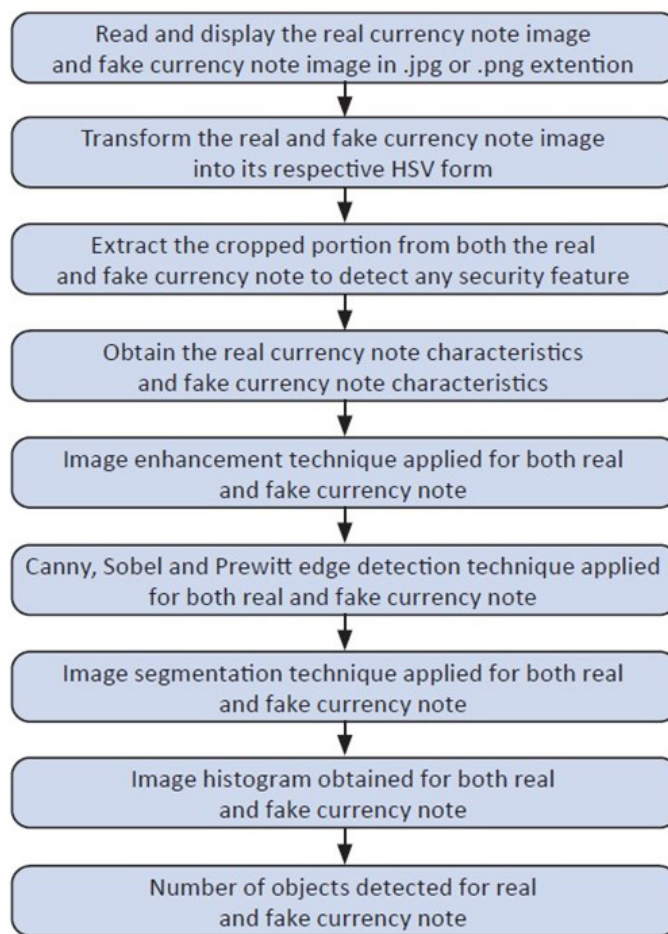 Read and display the real currency note image
and fake currency note image in .jpg or .png extention
Transform the real and fake currency note image
into its respective HSV form
Extract the cropped portion from both the real
and fake currency note to detect any security feature
Obtain the real currency note characteristics
and fake currency note characteristics
Image enhancement technique applied for both real
and fake currency note
Canny, Sobel and Prewitt edge detection technique applied
for both real and fake currency note
Image segmentation technique applied for both real
and fake currency note
Image histogram obtained for both real
and fake currency note
Number of objects detected for real
and fake currency note